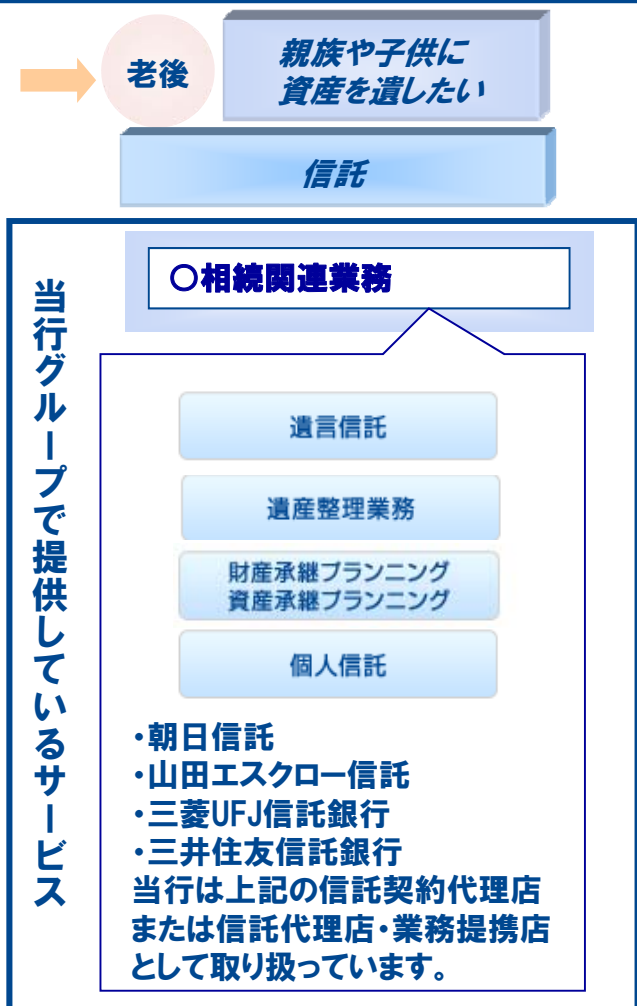 老後
親族や子供に
資産を遺したい
信託
当行グループで提供しているサービス
○相続関連業務
遺言信託
遺産整理業務
財産承継プランニング
資産承継プランニング
個人信託
・朝日信託
・山田エスクロー信託
・三菱UFJ信託銀行
・三井住友信託銀行
当行は上記の信託契約代理店
または信託代理店・業務提携店
として取り扱っています。